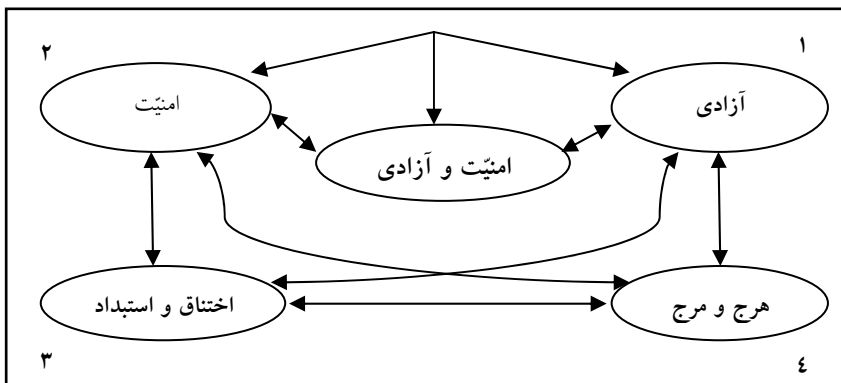 ۱
۲
آزادی
امنیّت
امنیّت و آزادی
هرج و مرج
اختناق و استبداد
۳
٤